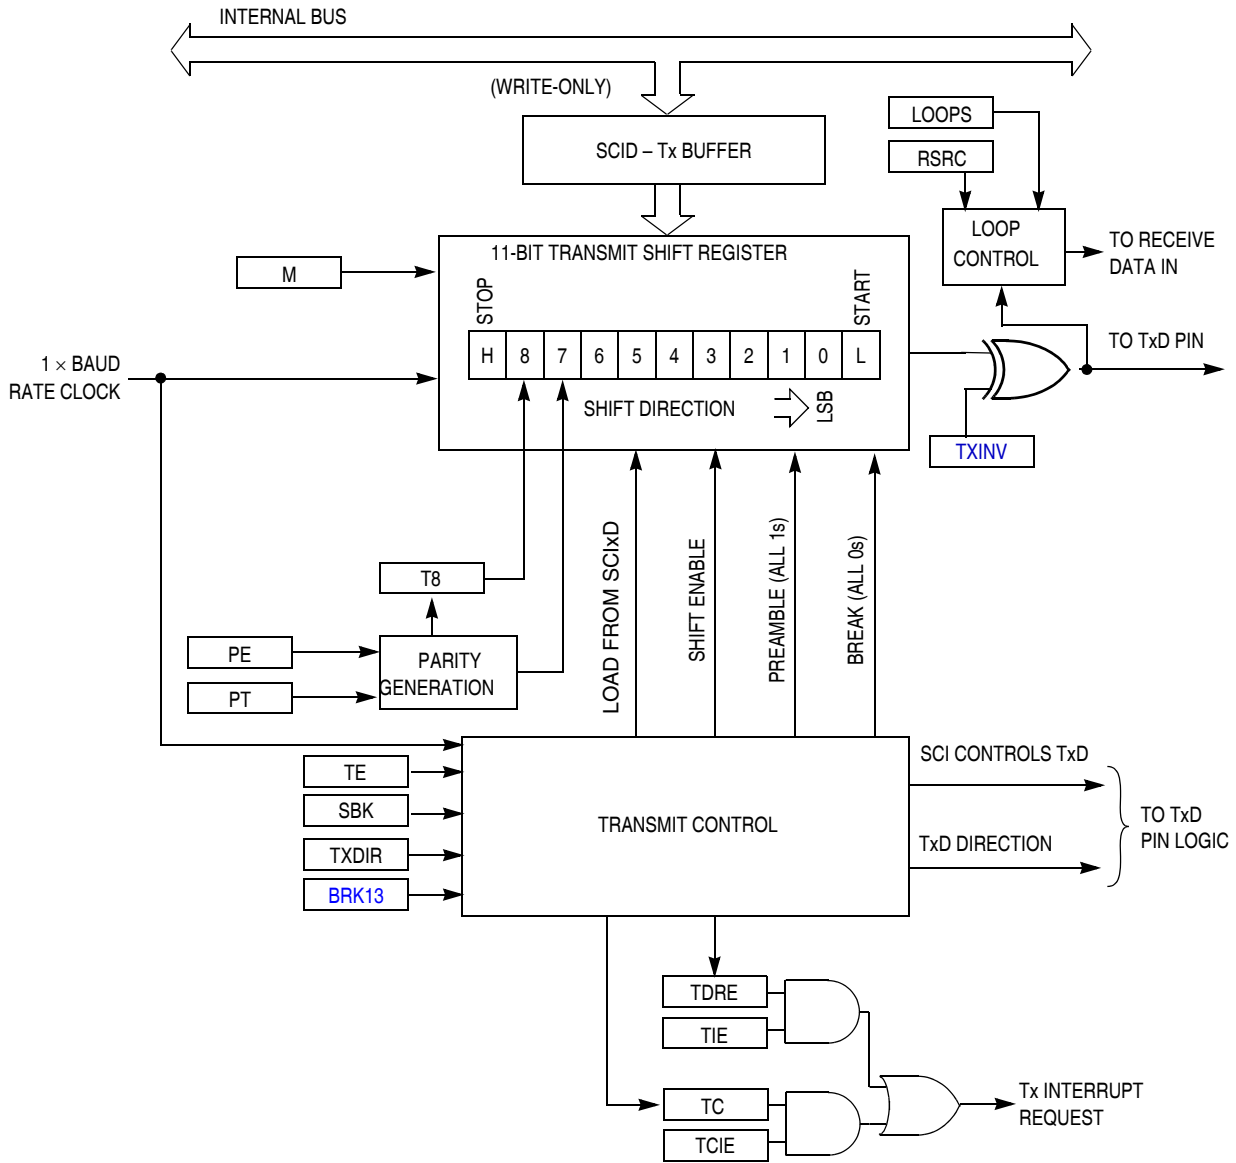 INTERNAL BUS
(WRITE-ONLY)
SCID – Tx BUFFER
LOOPS
RSRC
LOOP
CONTROL
TO RECEIVE
DATA IN
11-BIT TRANSMIT SHIFT REGISTER
M
STOP
START
H 8 7 6 5 4 3 2 1 0 L
1 × BAUD
RATE CLOCK
SHIFT DIRECTION
LSB
TO TxD PIN
TXINV
LOAD FROM SCIxD
SHIFT ENABLE
PREAMBLE (ALL 1s)
BREAK (ALL 0s)
T8
PE
PT
PARITY
GENERATION
TE
SBK
TXDIR
BRK13
TRANSMIT CONTROL
SCI CONTROLS TxD
TxD DIRECTION
TO TxD
PIN LOGIC
TDRE
TIE
TC
TCIE
Tx INTERRUPT
REQUEST